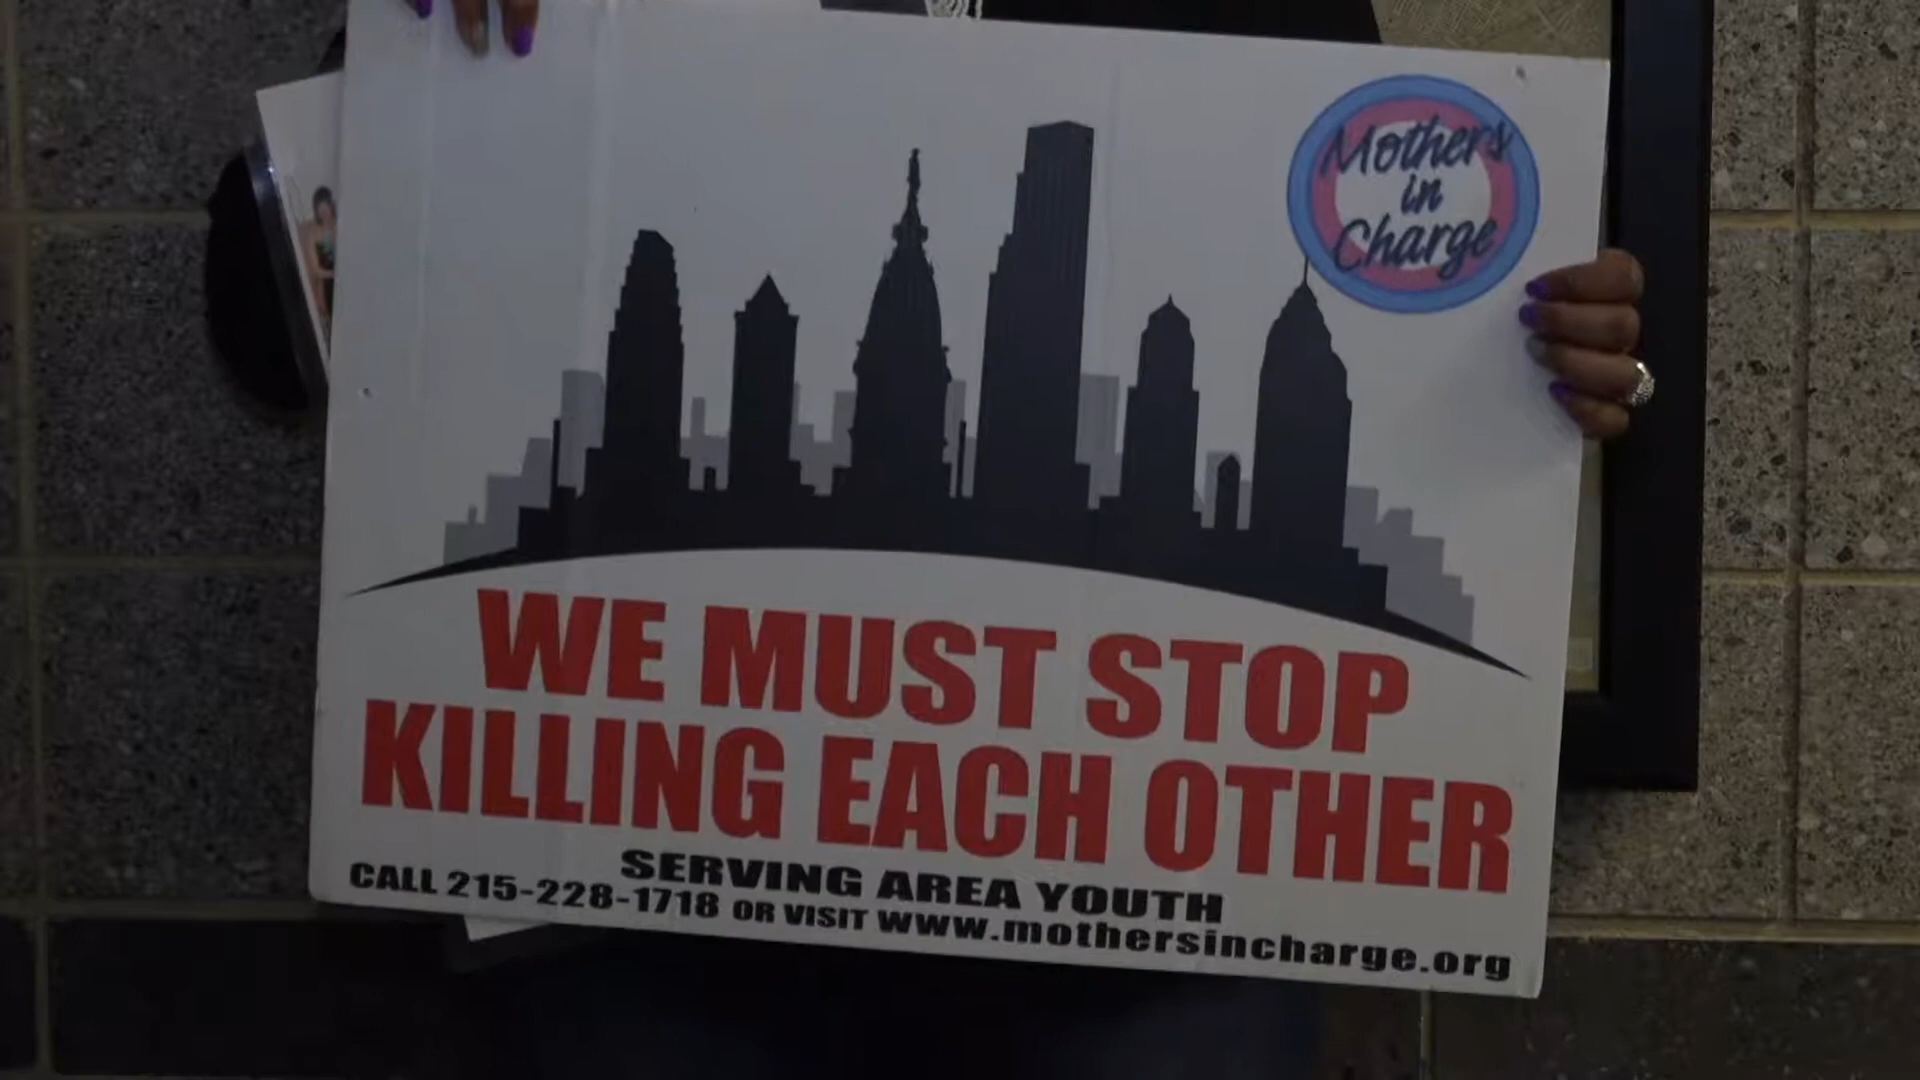 Mothers
in
Charge
WE MUST STOP
KILLING EACH OTHER
SERVING AREA YOUTH
CALL 215-228-1718 OR VISIT www.mothersincharge.org